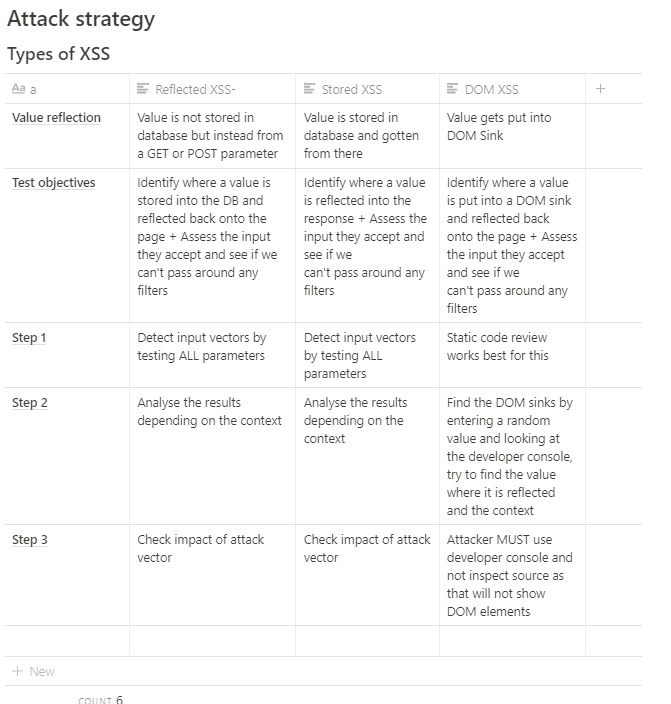 Attack strategy
Types of XSS
Aa a
Reflected XSS-
Stored XSS
DOM XSS
+
Value reflection
Value is not stored in
database but instead from
a GET or POST parameter
Value is stored in
database and gotten
from there
Value gets put into
DOM Sink
Test objectives
Identify where a value is
stored into the DB and
reflected back onto the
page + Assess the input
they accept and see if we
can't pass around any
filters
Identify where a value
is reflected into the
response + Assess the
input they accept and
see if we
can't pass around any
filters
Identify where a value
is put into a DOM sink
and reflected back
onto the page + Assess
the input they accept
and see if we
can't pass around any
filters
Step 1
Detect input vectors by
testing ALL parameters
Detect input vectors
by testing ALL
parameters
Static code review
works best for this
Step 2
Analyse the results
depending on the context
Analyse the results
depending on the
context
Find the DOM sinks by
entering a random
value and looking at
the developer console,
try to find the value
where it is reflected
and the context
Step 3
Check impact of attack
vector
Check impact of attack
vector
Attacker MUST use
developer console and
not inspect source as
that will not show
DOM elements
+ New
COUNT 6